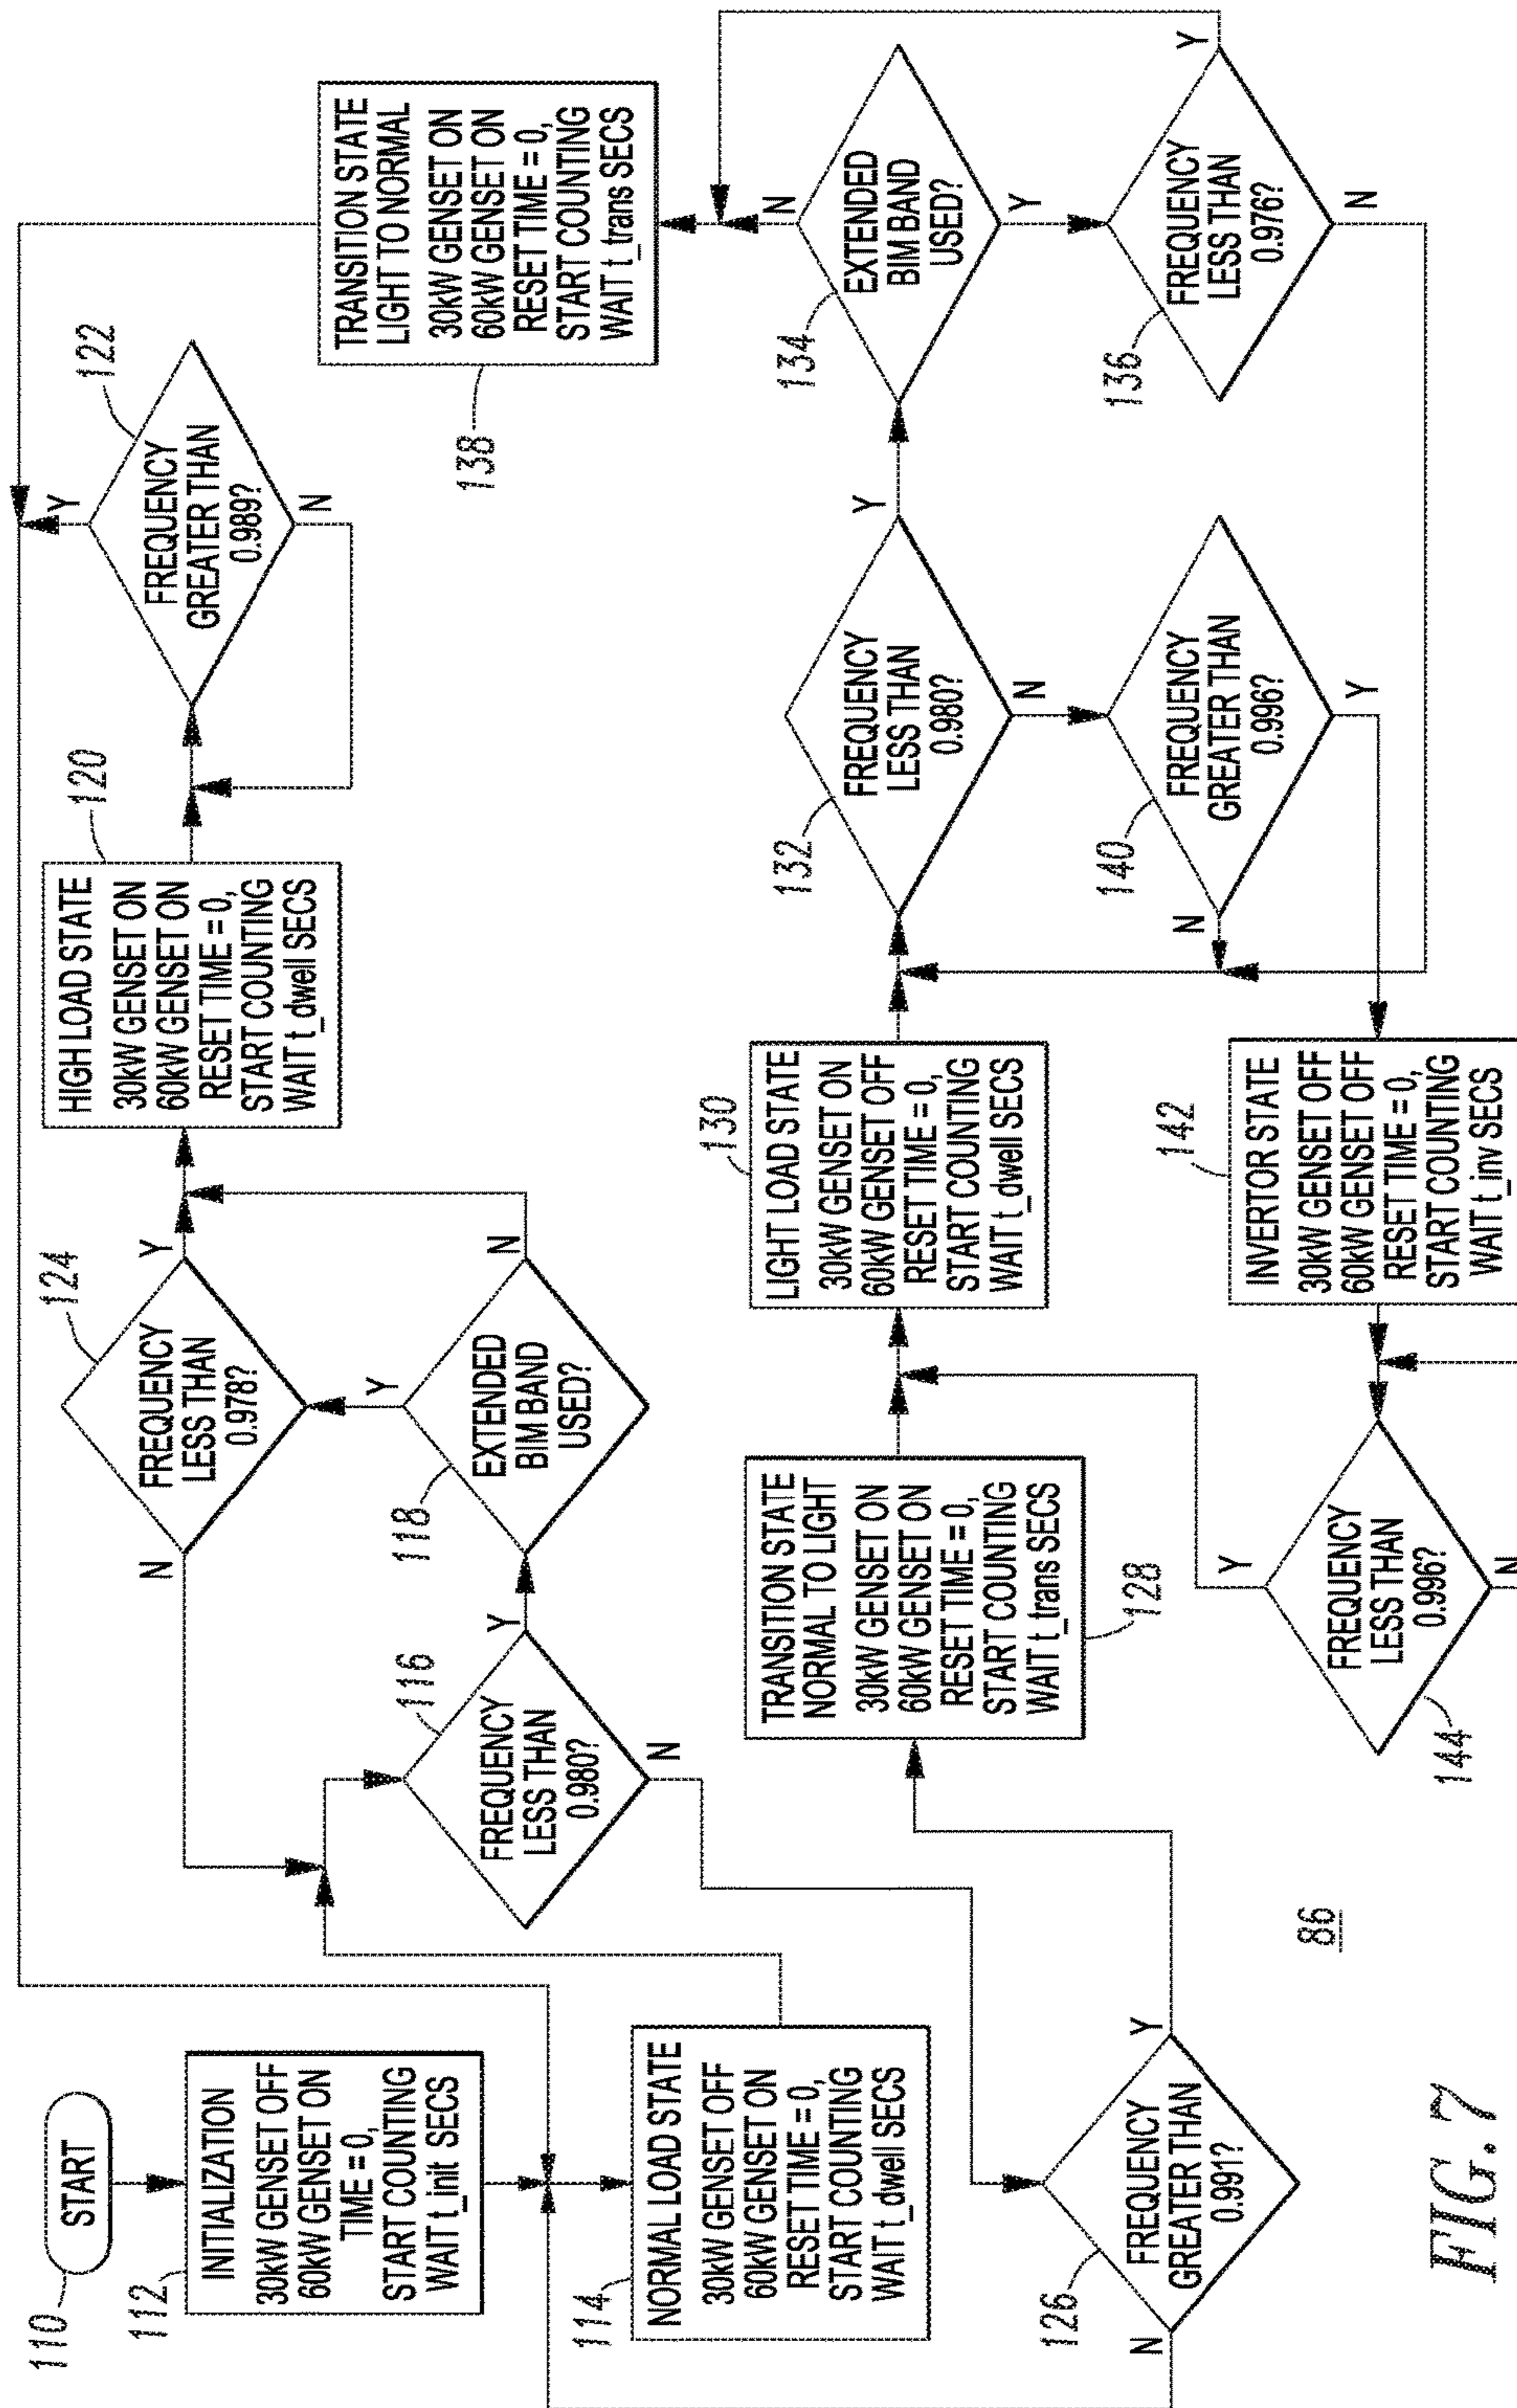 110
START
112
INITIALIZATION
30kW GENSET OFF
60kW GENSET ON
TIME = 0,
START COUNTING
WAIT t_init SECS
114
NORMAL LOAD STATE
30kW GENSET OFF
60kW GENSET ON
RESET TIME = 0,
START COUNTING
WAIT t_dwell SECS
116
FREQUENCY
LESS THAN
0.980?
Y
N
118
EXTENDED
BIM BAND
USED?
Y
N
124
FREQUENCY
LESS THAN
0.978?
Y
N
120
HIGH LOAD STATE
30kW GENSET ON
60kW GENSET ON
RESET TIME = 0,
START COUNTING
WAIT t_dwell SECS
122
FREQUENCY
GREATER THAN
0.989?
Y
N
126
FREQUENCY
GREATER THAN
0.991?
Y
N
128
TRANSITION STATE
NORMAL TO LIGHT
30kW GENSET ON
60kW GENSET ON
RESET TIME = 0,
START COUNTING
WAIT t_trans SECS
130
LIGHT LOAD STATE
30kW GENSET ON
60kW GENSET OFF
RESET TIME = 0,
START COUNTING
WAIT t_dwell SECS
132
FREQUENCY
LESS THAN
0.980?
Y
N
134
EXTENDED
BIM BAND
USED?
N
Y
136
FREQUENCY
LESS THAN
0.976?
Y
N
138
TRANSITION STATE
LIGHT TO NORMAL
30kW GENSET ON
60kW GENSET ON
RESET TIME = 0,
START COUNTING
WAIT t_trans SECS
140
FREQUENCY
GREATER THAN
0.996?
N
Y
142
INVERTOR STATE
30kW GENSET OFF
60kW GENSET OFF
RESET TIME = 0,
START COUNTING
WAIT t_inv SECS
144
FREQUENCY
LESS THAN
0.996?
Y
N
86
FIG. 7